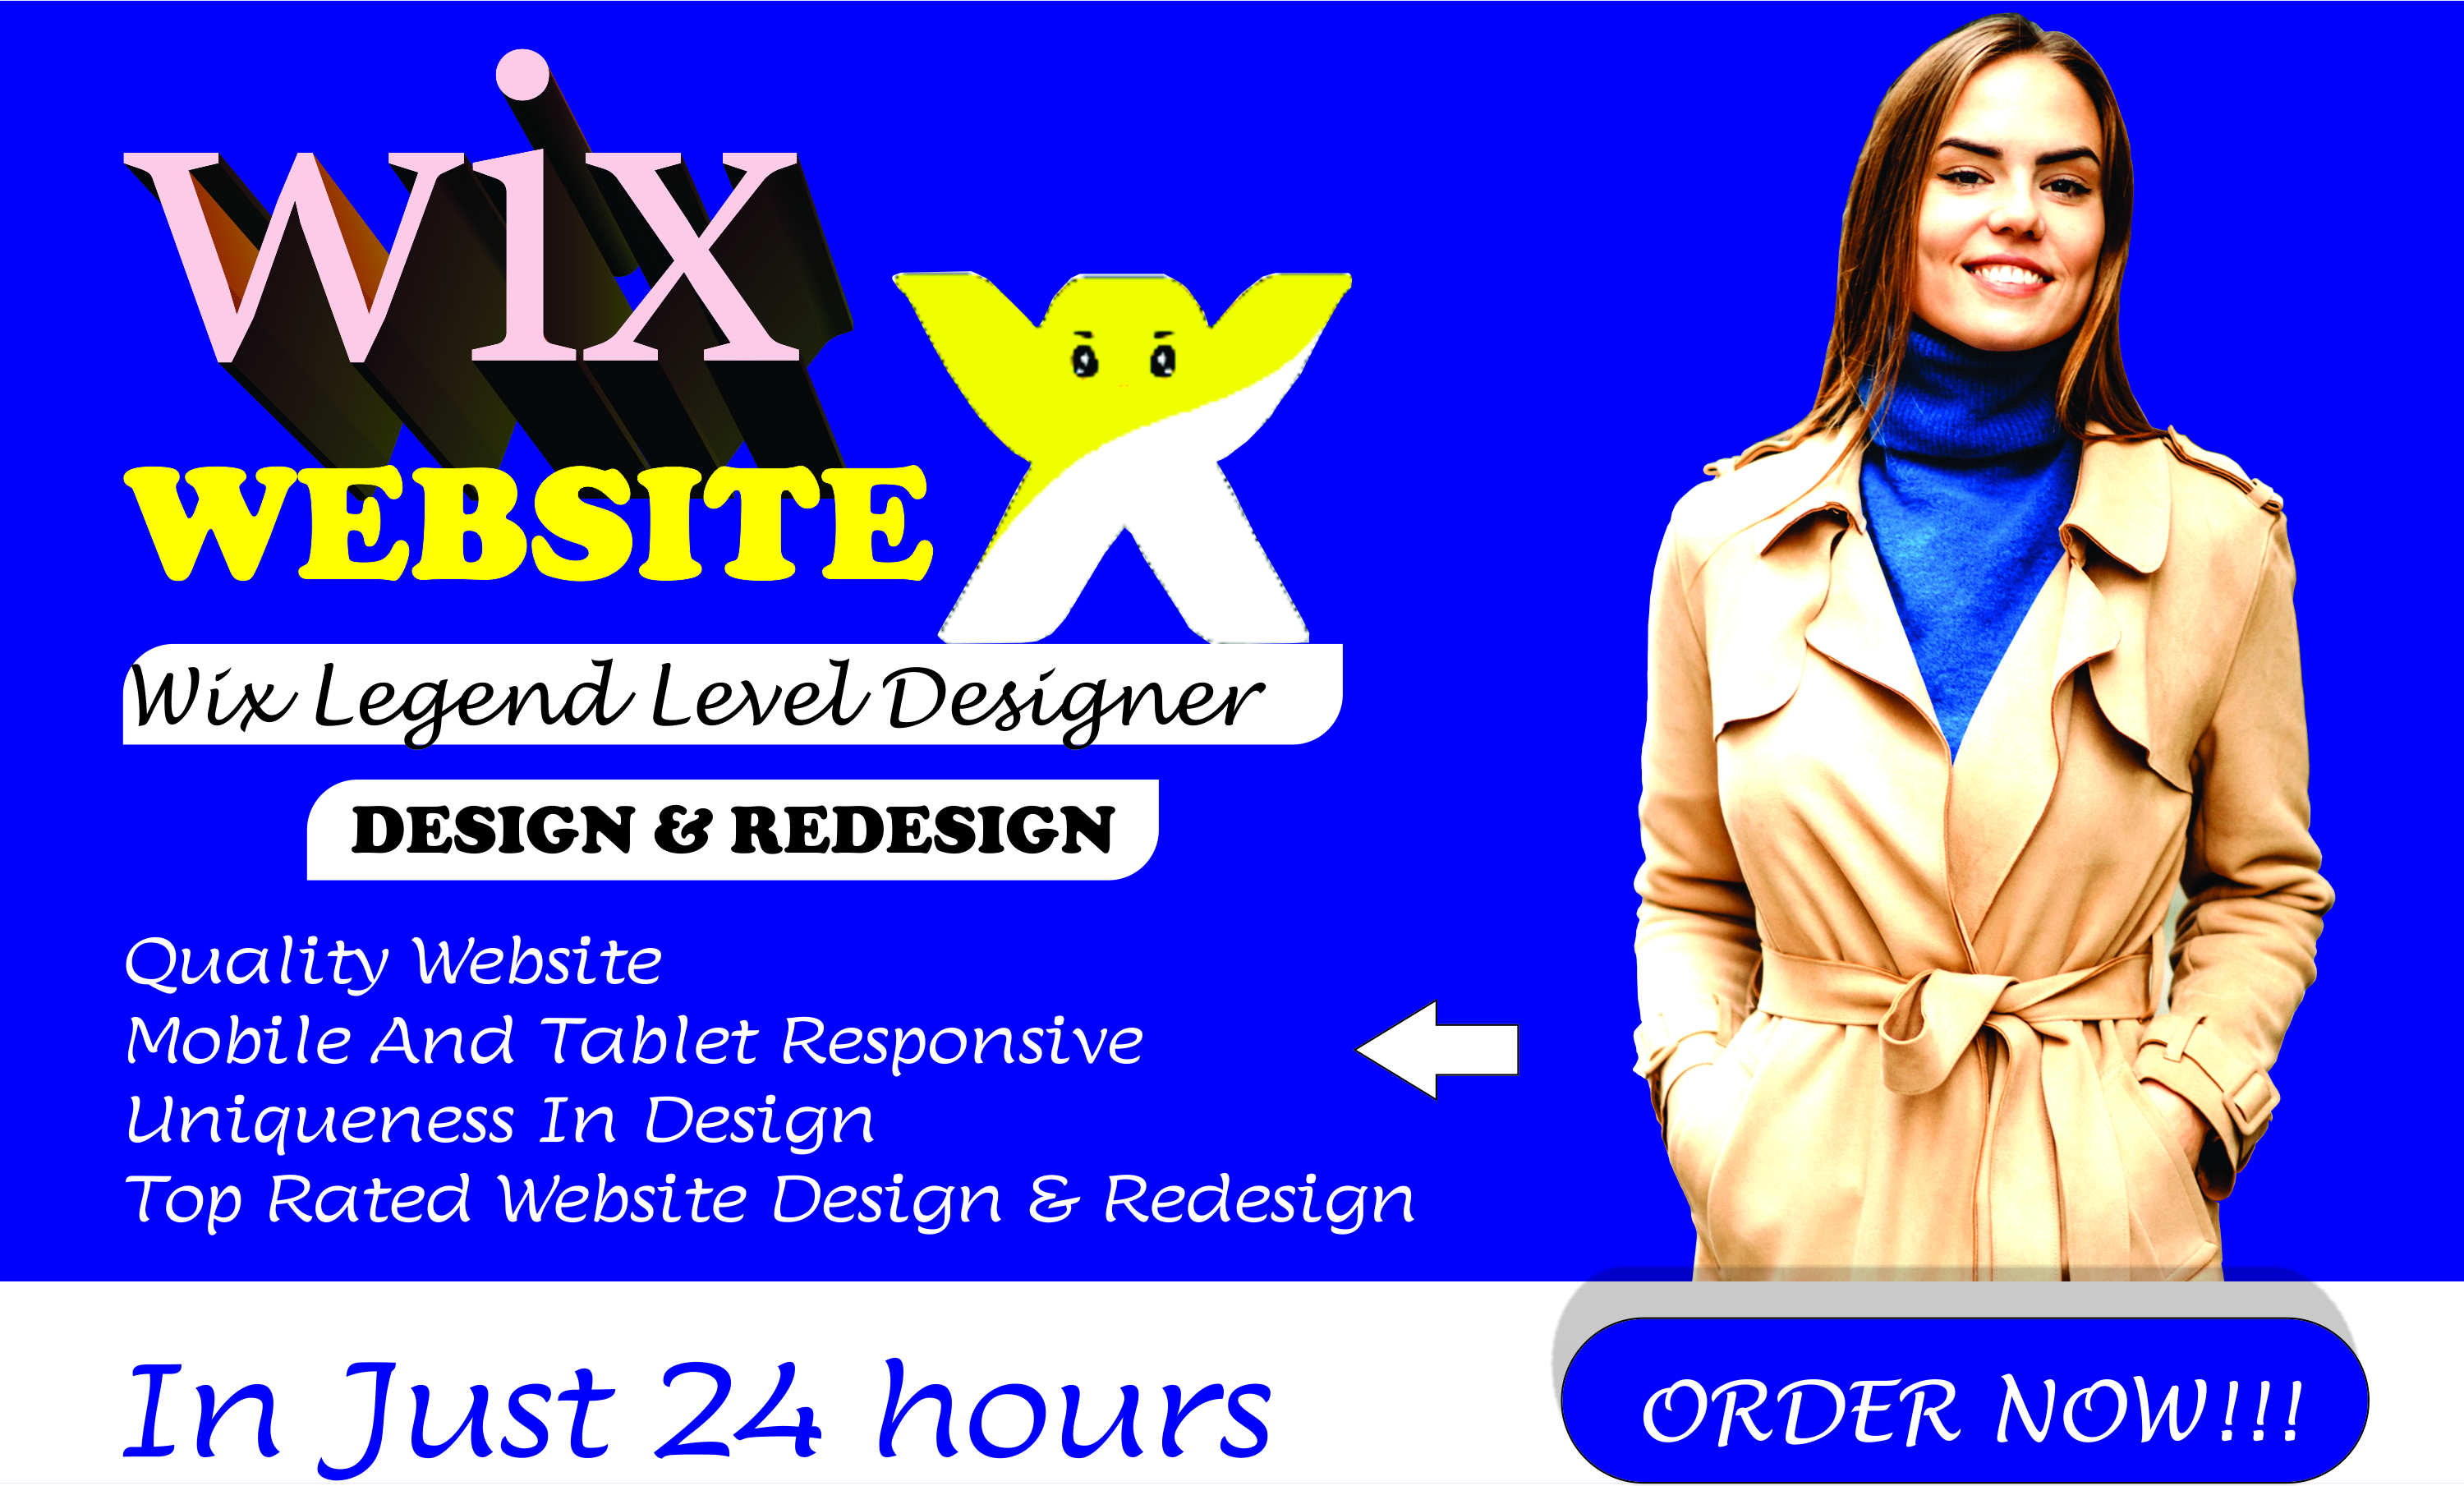 wix
WEBSITE
Wix Legend Level Designer
DESIGN & REDESIGN
Quality Website
Mobile And Tablet Responsive
Uniqueness In Design
Top Rated Website Design & Redesign
In Just 24 hours
ORDER NOW!!!